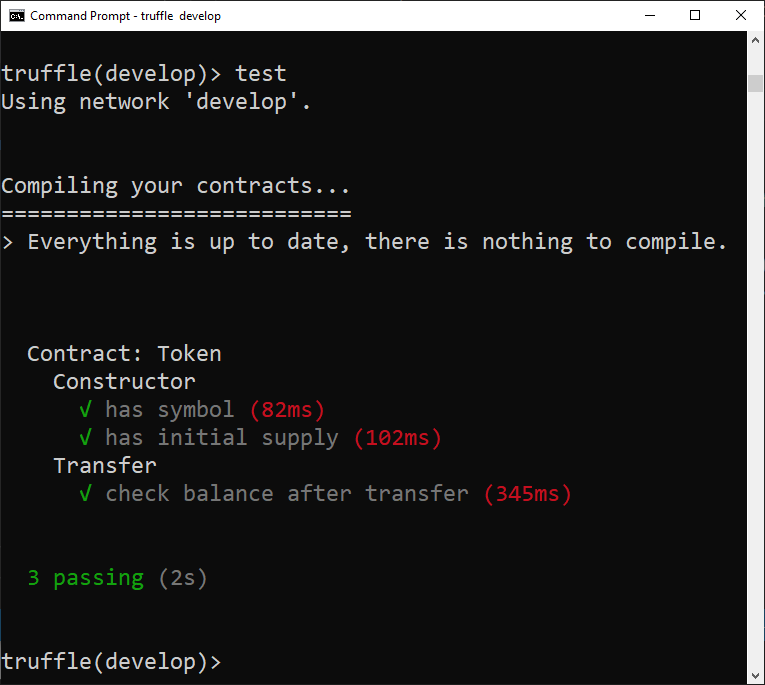 Command Prompt - truffle  develop
truffle(develop)> test
Using network 'develop'.
Compiling your contracts...
===========================
> Everything is up to date, there is nothing to compile.
Contract: Token
Constructor
√ has symbol (82ms)
√ has initial supply (102ms)
Transfer
√ check balance after transfer (345ms)
3 passing (2s)
truffle(develop)>